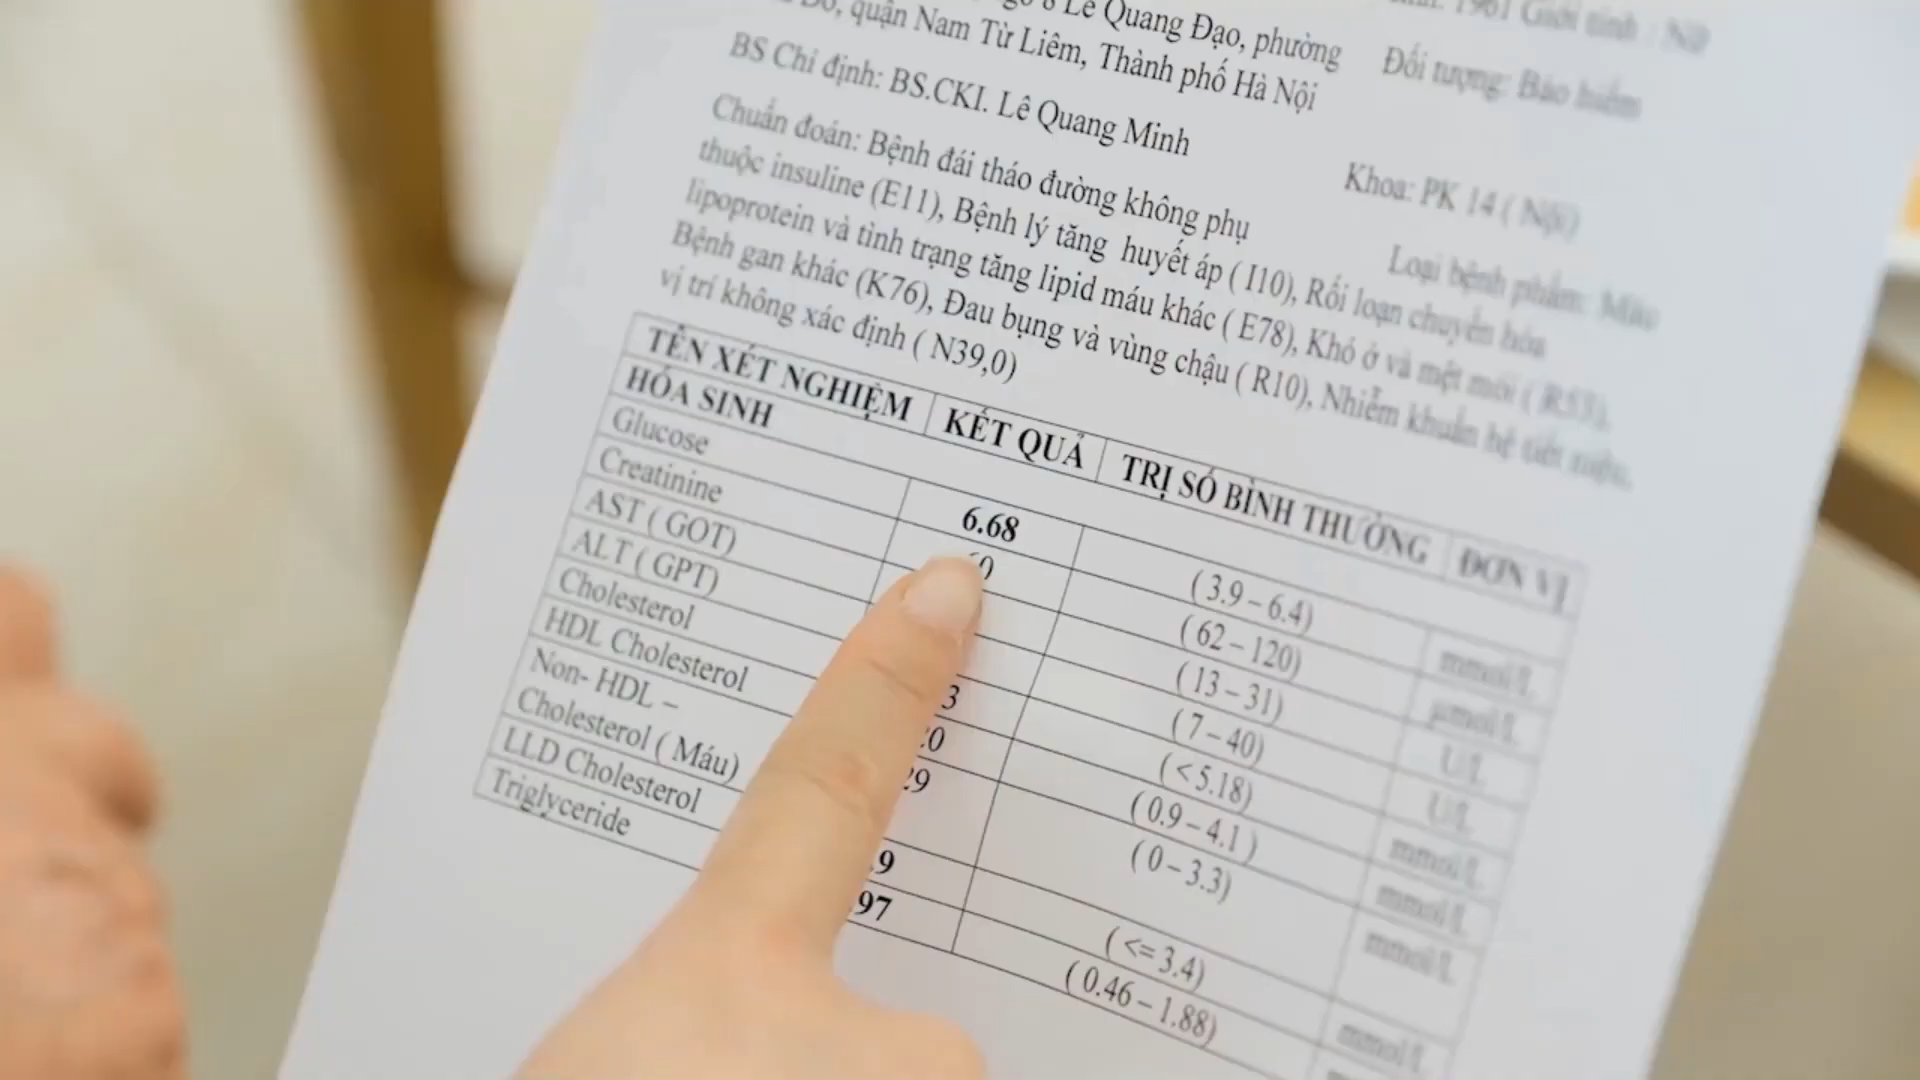 8 Lê Quang Đạo, phường
quận Nam Từ Liêm, Thành phố Hà Nội
1961 Giới tính : Nữ
Đối tượng: Bảo hiểm
BS Chỉ định: BS.CKI. Lê Quang Minh
Khoa: PK 14 ( Nội)
Loại bệnh phẩm: Máu
Chuẩn đoán: Bệnh đái tháo đường không phụ
thuộc insuline (E11), Bệnh lý tăng huyết áp ( I10), Rối loạn chuyển hóa
lipoprotein và tình trạng tăng lipid máu khác ( E78), Khó ở và mệt mỏi ( R53),
Bệnh gan khác (K76), Đau bụng và vùng chậu ( R10), Nhiễm khuẩn hệ tiết niệu,
vị trí không xác định ( N39,0)
TÊN XÉT NGHIỆM KẾT QUẢ TRỊ SỐ BÌNH THƯỜNG ĐƠN VỊ
HÓA SINH
Glucose 6.68 ( 3.9 – 6.4) mmol/L
Creatinine ( 62 – 120) µmol/L
AST ( GOT) ( 13 – 31) U/L
ALT ( GPT) ( 7 – 40) U/L
Cholesterol ( < 5.18) mmol/L
HDL Cholesterol ( 0.9 – 4.1 ) mmol/L
Non- HDL – ( 0 – 3.3) mmol/L
Cholesterol ( Máu)
LLD Cholesterol ( <= 3.4) mmol/L
Triglyceride ( 0.46 – 1.88)